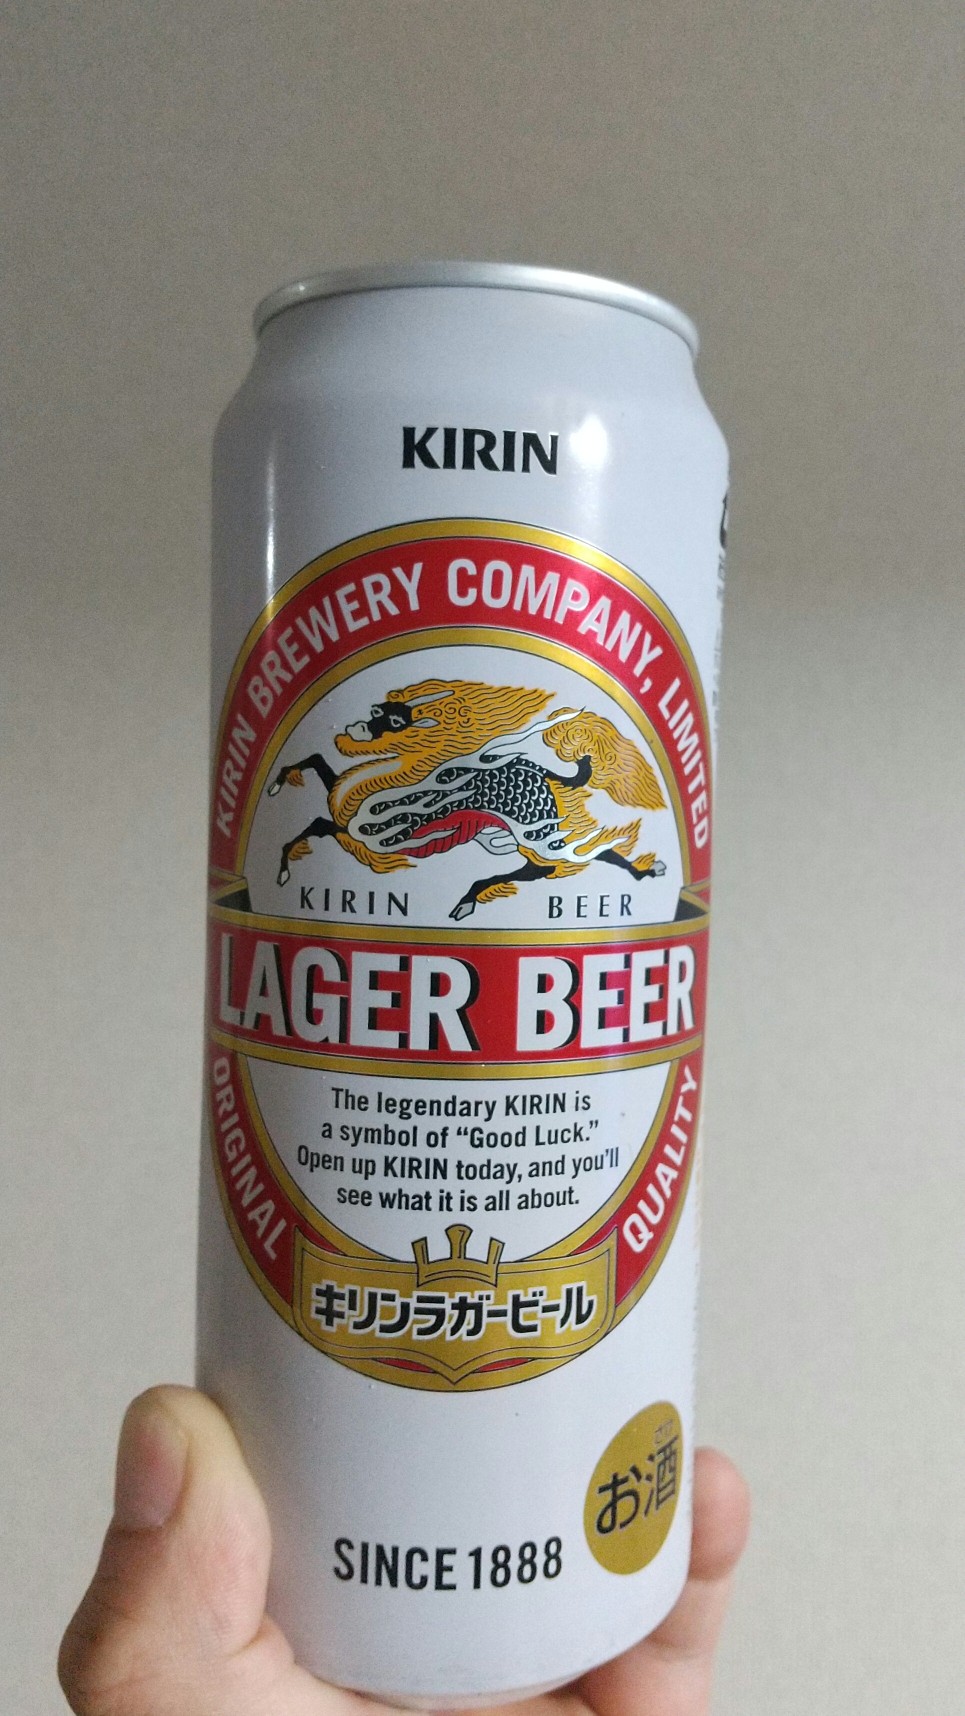 KIRIN
KIRIN BREWERY COMPANY, LIMITED
KIRIN BEER
LAGER BEER
ORIGINAL QUALITY
The legendary KIRIN is
a symbol of “Good Luck.”
Open up KIRIN today, and you'll
see what it is all about.
キリンラガービール
さけ
お酒
SINCE 1888